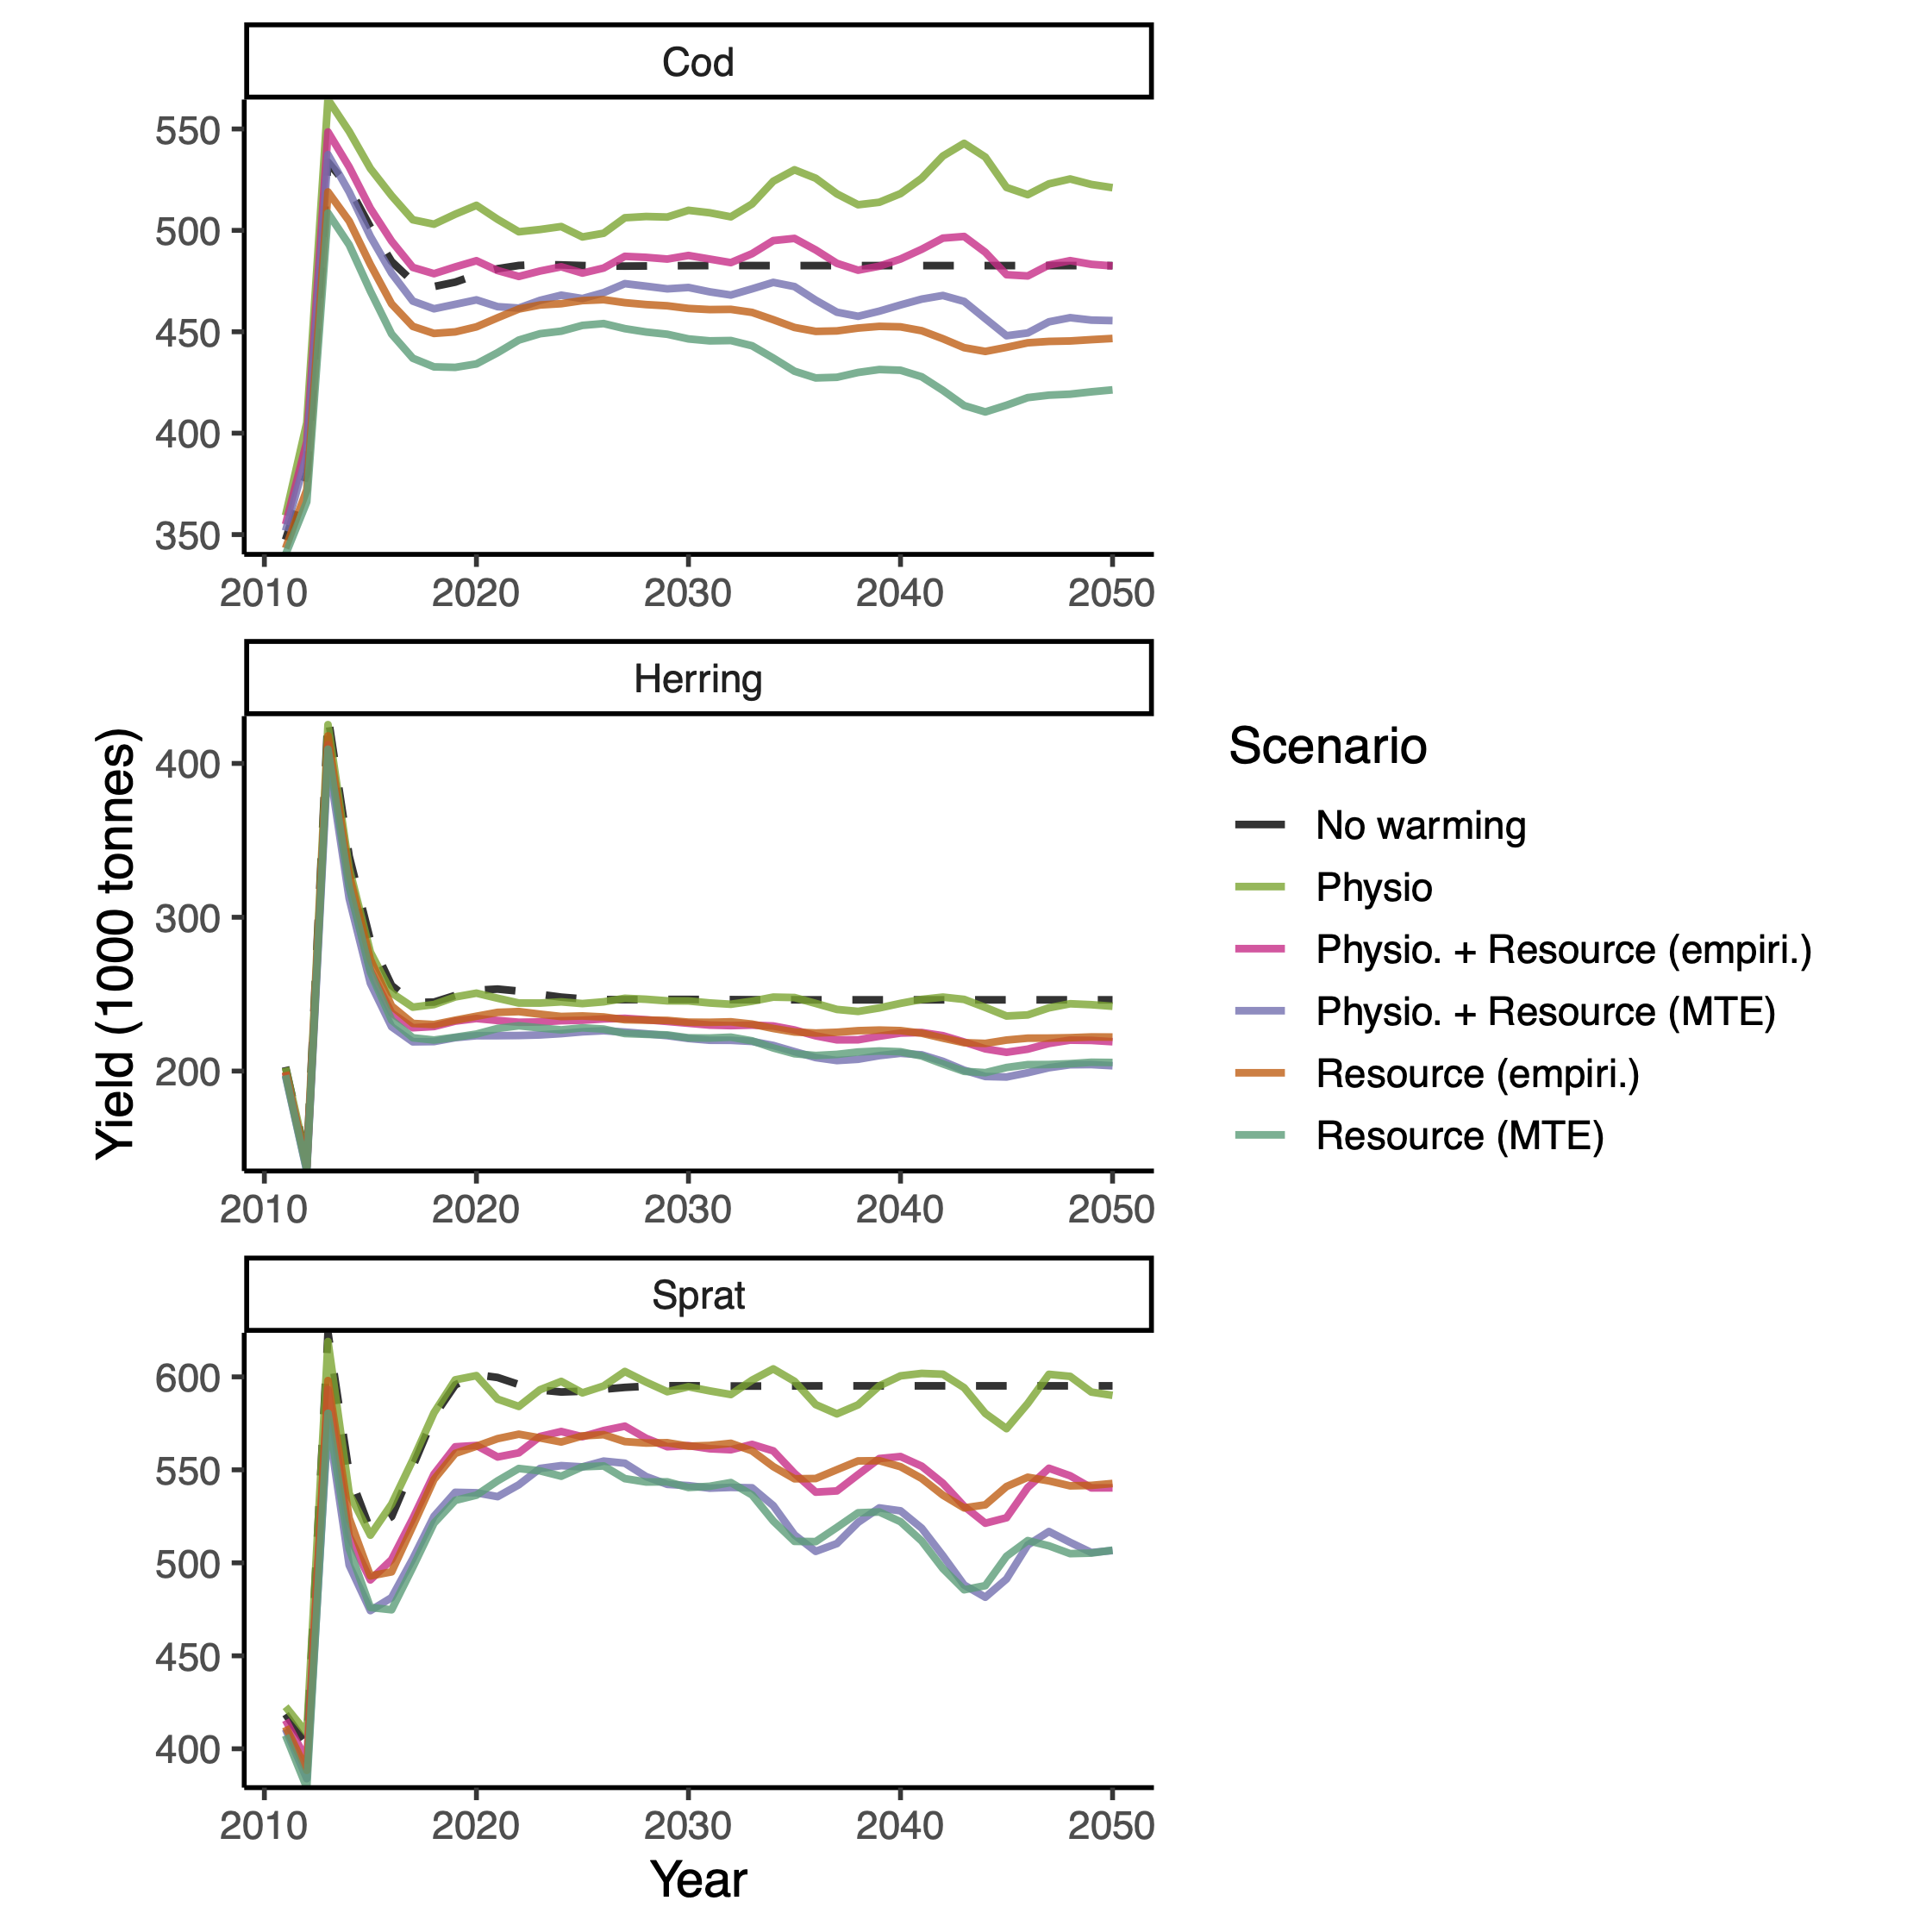 Cod
550
500
450
400
350
2010 2020 2030 2040 2050
Herring
400
300
200
2010 2020 2030 2040 2050
Sprat
600
550
500
450
400
2010 2020 2030 2040 2050
Year
Yield (1000 tonnes)
Scenario
No warming
Physio
Physio. + Resource (empiri.)
Physio. + Resource (MTE)
Resource (empiri.)
Resource (MTE)